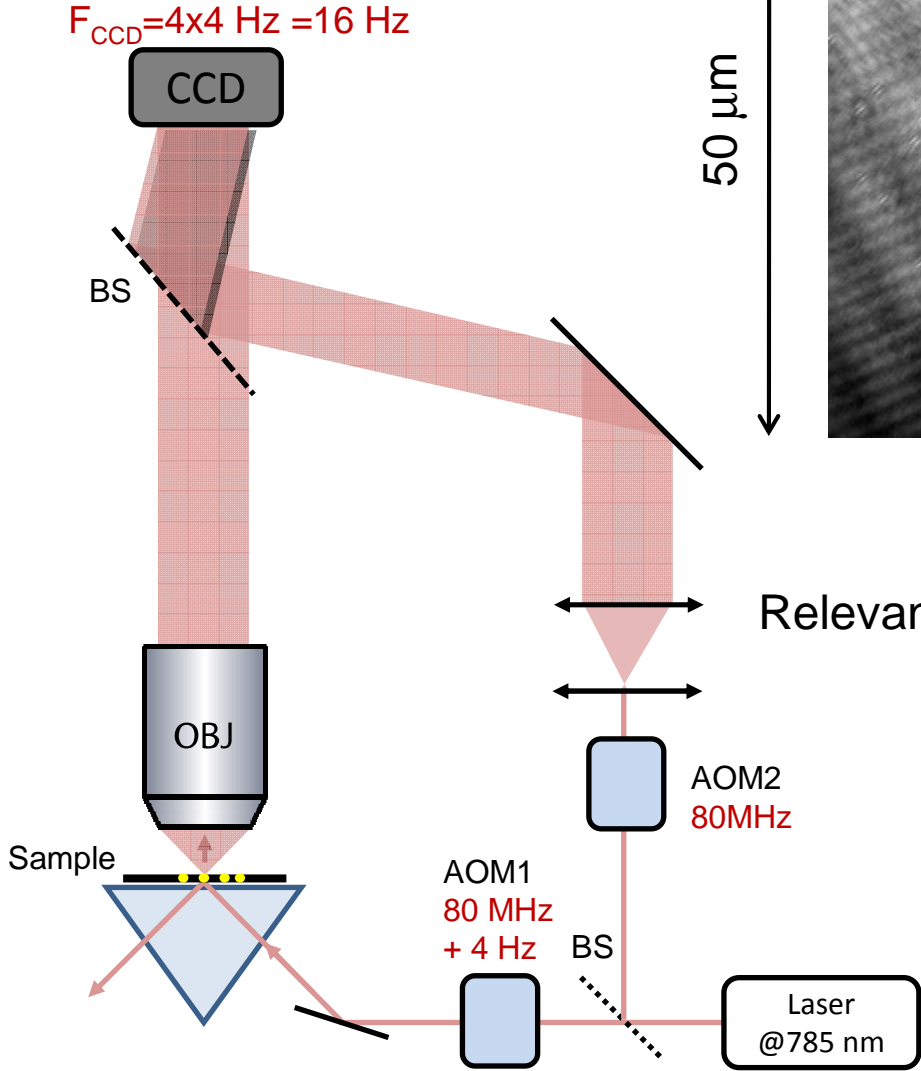 F_CCD=4x4 Hz =16 Hz
CCD
50 μm
BS
Relevar
OBJ
AOM2
80MHz
Sample
AOM1
80 MHz
+ 4 Hz
BS
Laser
@785 nm